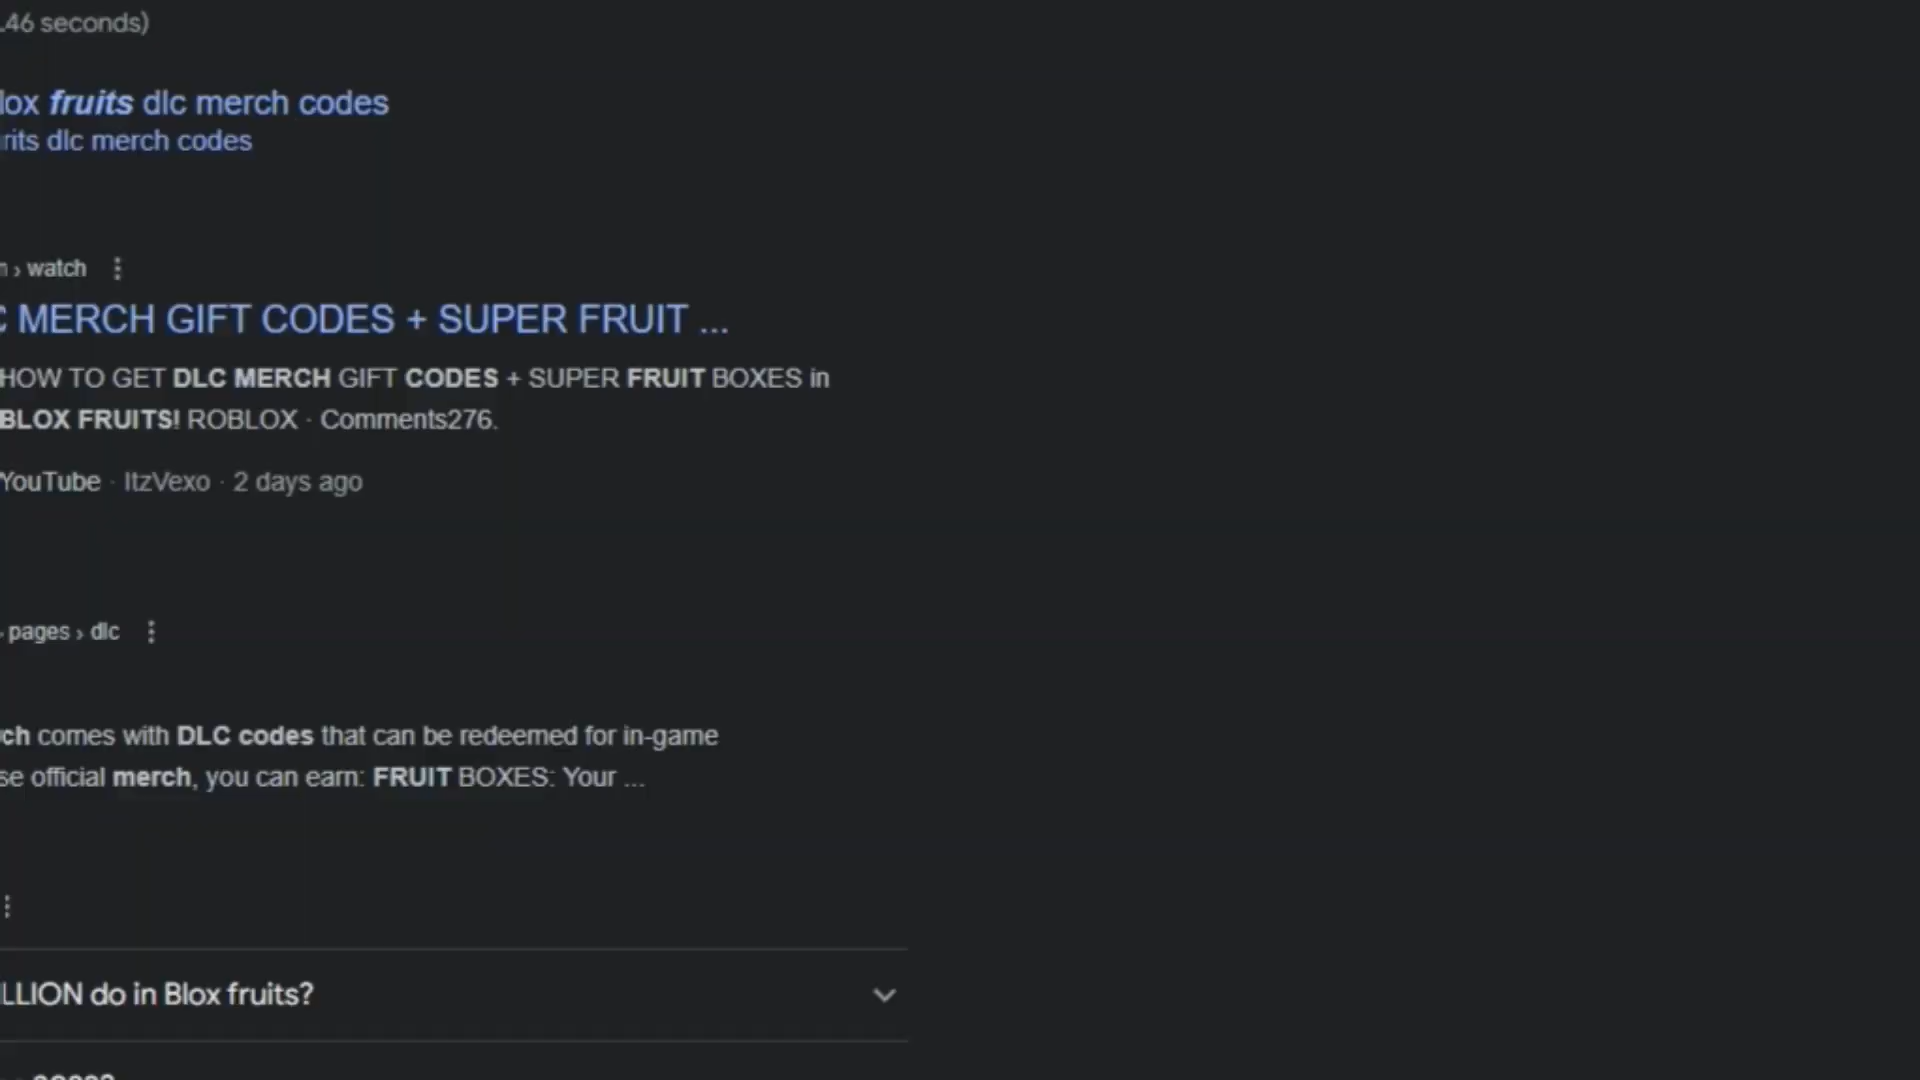 .46 seconds)
lox fruits dlc merch codes
rits dlc merch codes
› watch
MERCH GIFT CODES + SUPER FRUIT ...
HOW TO GET DLC MERCH GIFT CODES + SUPER FRUIT BOXES in
BLOX FRUITS! ROBLOX · Comments276.
YouTube · ItzVexo · 2 days ago
pages › dlc
ch comes with DLC codes that can be redeemed for in-game
se official merch, you can earn: FRUIT BOXES: Your ...
LLION do in Blox fruits?